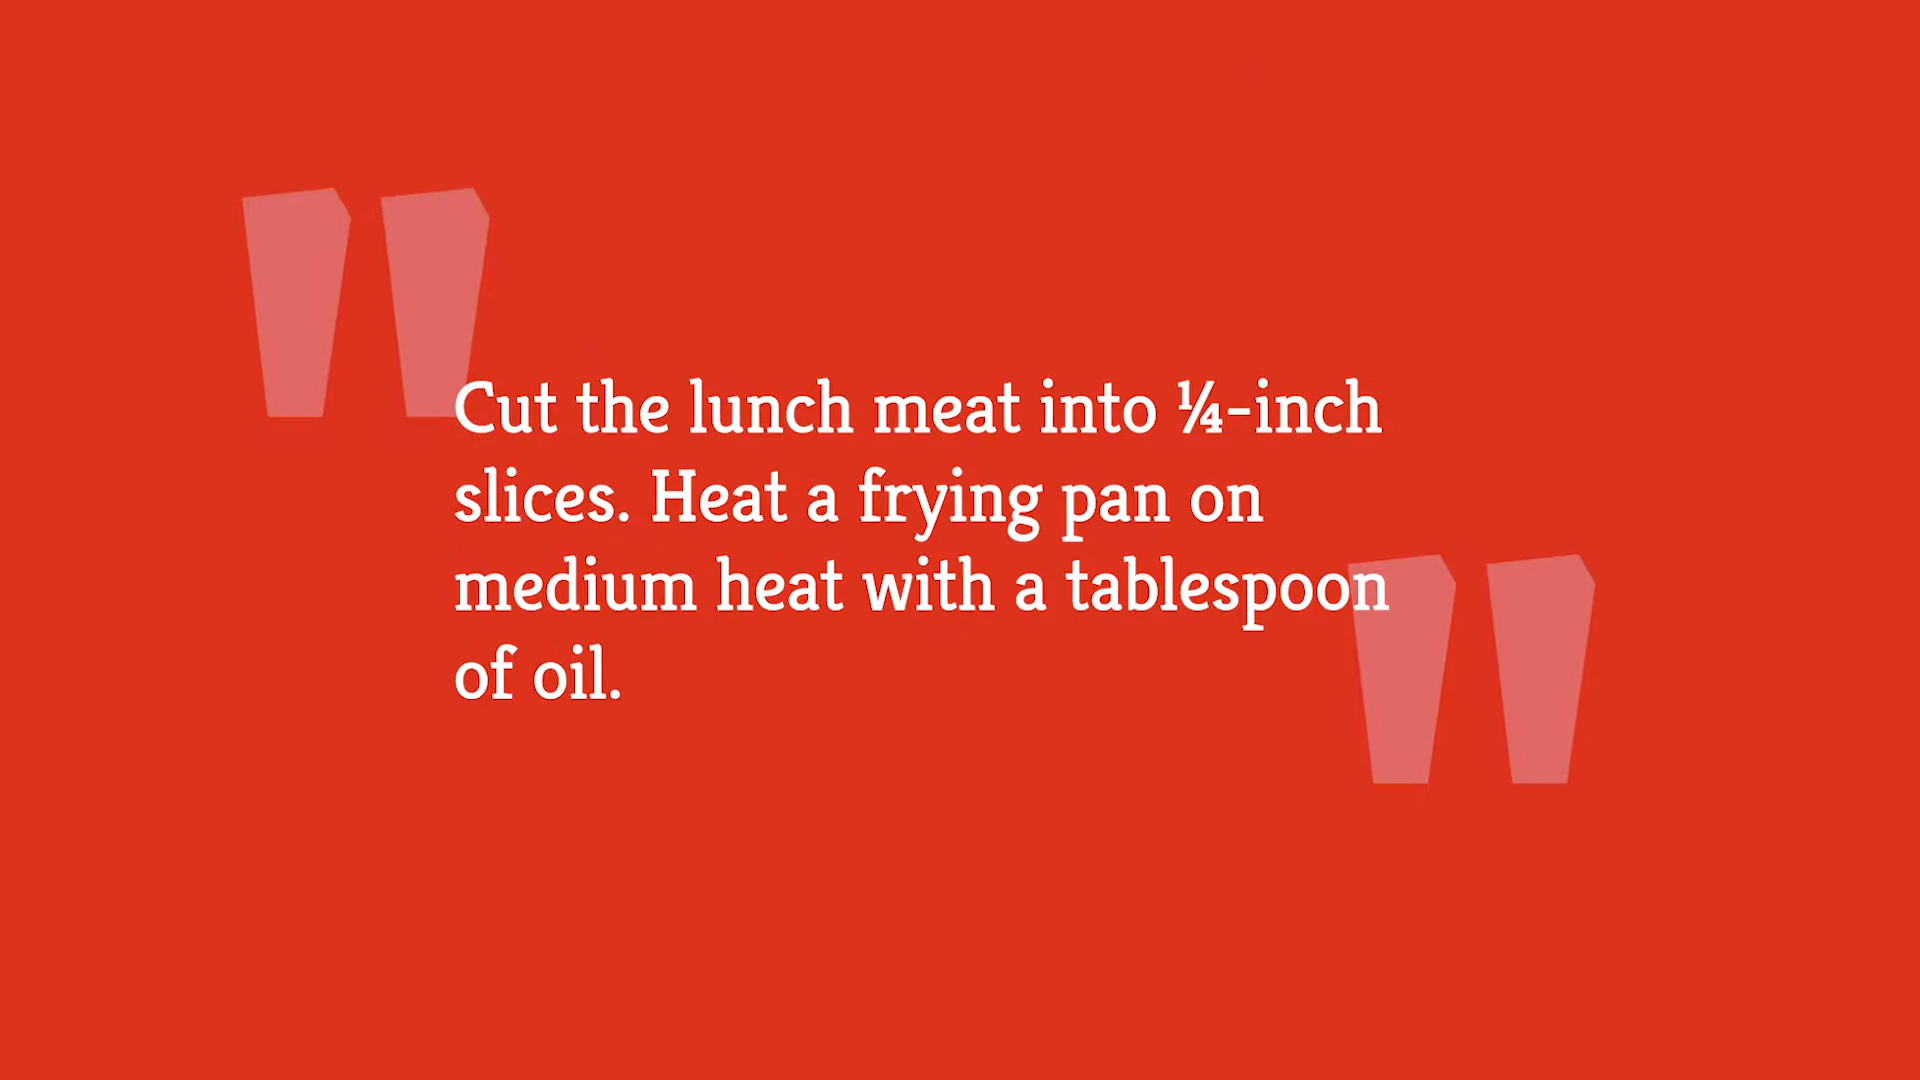 Cut the lunch meat into ¼-inch
slices. Heat a frying pan on
medium heat with a tablespoon
of oil.